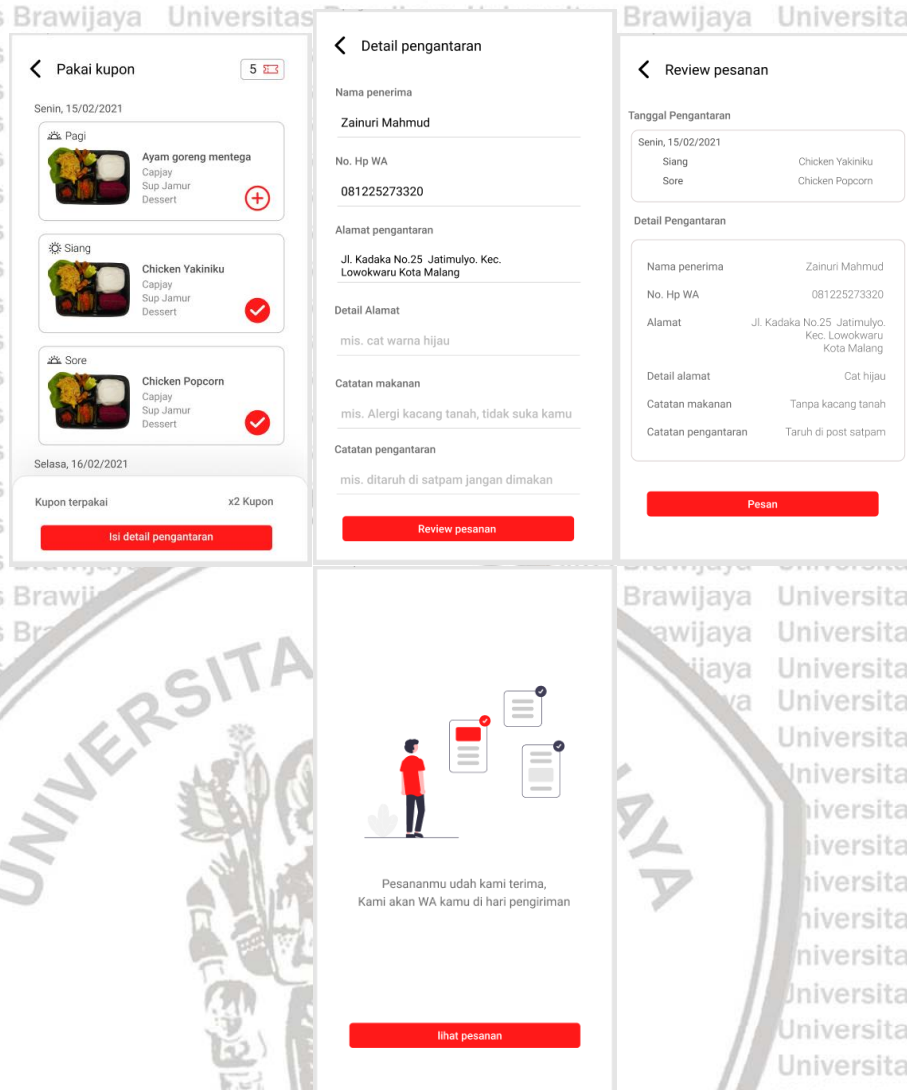 Pakai kupon
5
Senin, 15/02/2021
Pagi
Ayam goreng mentega
Capjay
Sup Jamur
Dessert
Siang
Chicken Yakiniku
Capjay
Sup Jamur
Dessert
Sore
Chicken Popcorn
Capjay
Sup Jamur
Dessert
Selasa, 16/02/2021
Kupon terpakai
x2 Kupon
Isi detail pengantaran
Detail pengantaran
Nama penerima
Zainuri Mahmud
No. Hp WA
081225273320
Alamat pengantaran
Jl. Kadaka No.25 Jatimulyo. Kec.
Lowokwaru Kota Malang
Detail Alamat
mis. cat warna hijau
Catatan makanan
mis. Alergi kacang tanah, tidak suka kamu
Catatan pengantaran
mis. ditaruh di satpam jangan dimakan
Review pesanan
Review pesanan
Tanggal Pengantaran
Senin, 15/02/2021
Siang Chicken Yakiniku
Sore Chicken Popcorn
Detail Pengantaran
Nama penerima Zainuri Mahmud
No. Hp WA 081225273320
Alamat Jl. Kadaka No.25 Jatimulyo.
Kec. Lowokwaru
Kota Malang
Detail alamat Cat hijau
Catatan makanan Tanpa kacang tanah
Catatan pengantaran Taruh di post satpam
Pesan
Pesananmu udah kami terima,
Kami akan WA kamu di hari pengiriman
lihat pesanan
Brawijaya Universitas
Brawijaya Universita
Brawijaya Universita
Universita
Universita
Universita
Universita
Universita
Universita